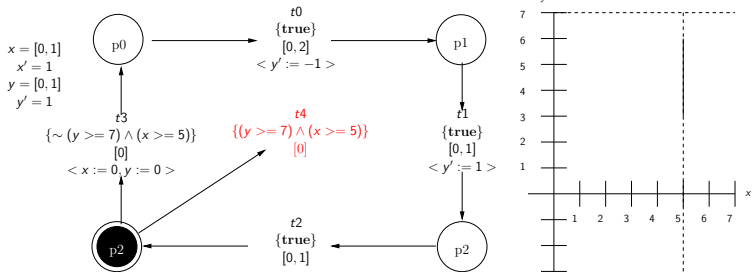 x = [0, 1]
x′ = 1
y = [0, 1]
y′ = 1
p0
t0
{true}
[0, 2]
< y′ := −1 >
p1
t3
{∼ (y >= 7) ∧ (x >= 5)}
[0]
< x := 0, y := 0 >
t4
{(y >= 7) ∧ (x >= 5)}
[0]
t1
{true}
[0, 1]
< y′ := 1 >
p2
t2
{true}
[0, 1]
p2
7
6
5
4
3
2
1
1 2 3 4 5 6 7
x